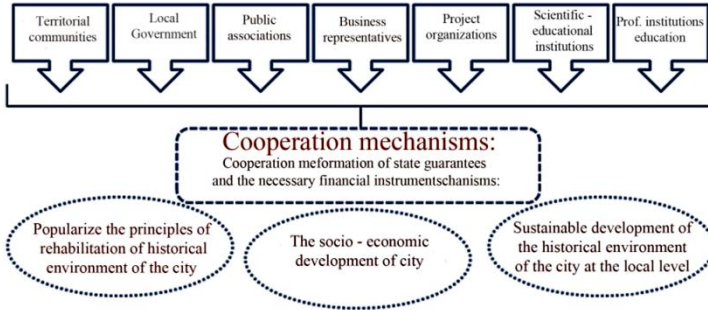 Territorial
communities
Local
Government
Public
associations
Business
representatives
Project
organizations
Scientific -
educational
institutions
Prof. institutions
education
Cooperation mechanisms:
Cooperation meformation of state guarantees
and the necessary financial instrumentschanisms:
Popularize the principles of
rehabilitation of historical
environment of the city
The socio - economic
development of city
Sustainable development of
the historical environment
of the city at the local level